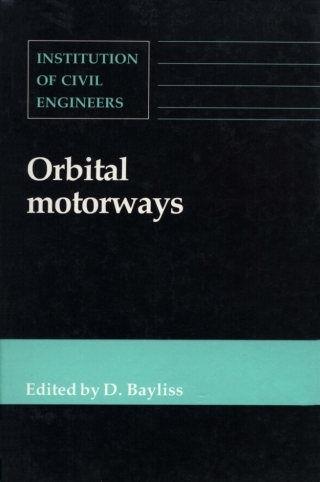 INSTITUTION
OF CIVIL
ENGINEERS
Orbital
motorways
Edited by D. Bayliss